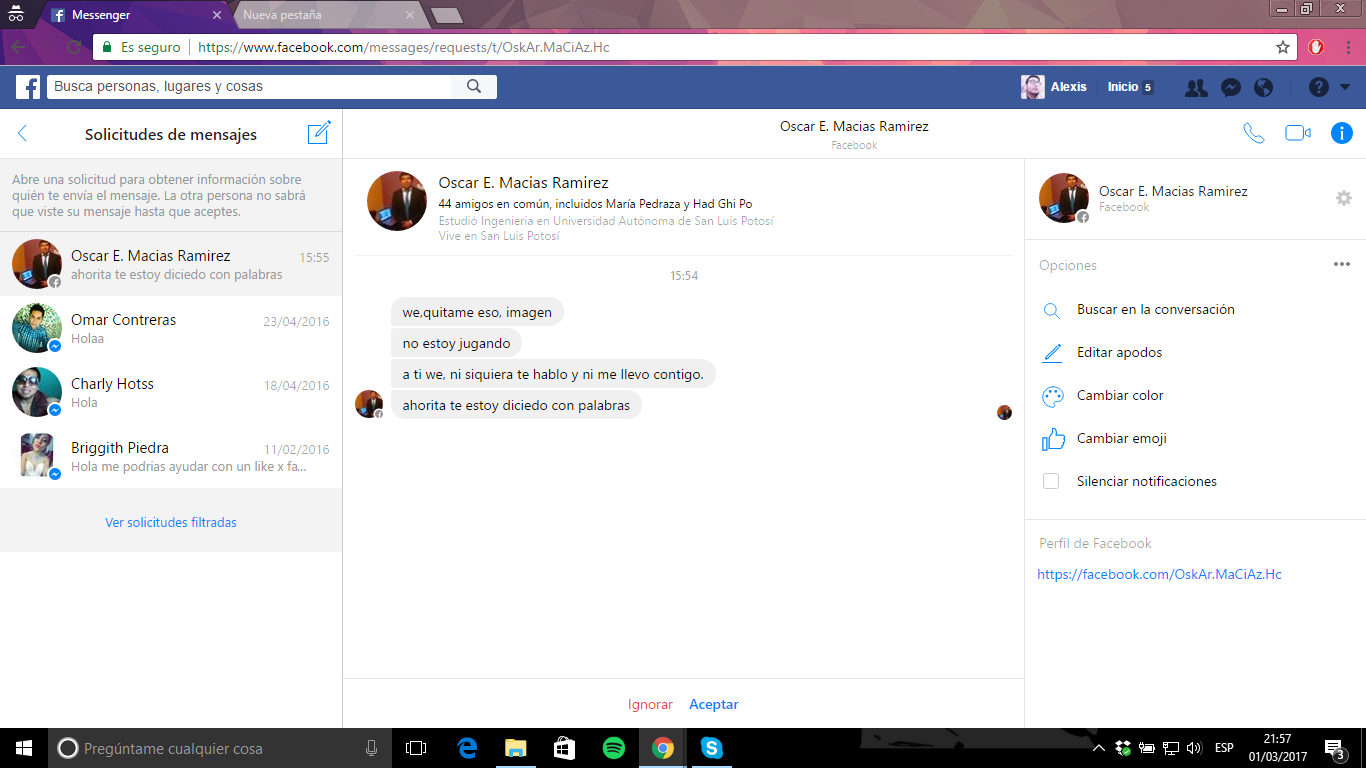 Messenger
Nueva pestaña
Es seguro
https://www.facebook.com/messages/requests/t/OskAr.MaCiAz.Hc
Busca personas, lugares y cosas
Alexis
Inicio 5
Solicitudes de mensajes
Abre una solicitud para obtener información sobre
quién te envía el mensaje. La otra persona no sabrá
que viste su mensaje hasta que aceptes.
Oscar E. Macias Ramirez 15:55
ahorita te estoy diciedo con palabras
Omar Contreras 23/04/2016
Holaa
Charly Hotss 18/04/2016
Hola
Briggith Piedra 11/02/2016
Hola me podrias ayudar con un like x fa...
Ver solicitudes filtradas
Oscar E. Macias Ramirez
Facebook
Oscar E. Macias Ramirez
44 amigos en común, incluidos María Pedraza y Had Ghi Po
Estudió Ingenieria en Universidad Autónoma de San Luis Potosí
Vive en San Luis Potosí
15:54
we,quitame eso, imagen
no estoy jugando
a ti we, ni siquiera te hablo y ni me llevo contigo.
ahorita te estoy diciedo con palabras
Ignorar Aceptar
Oscar E. Macias Ramirez
Facebook
Opciones
Buscar en la conversación
Editar apodos
Cambiar color
Cambiar emoji
Silenciar notificaciones
Perfil de Facebook
https://facebook.com/OskAr.MaCiAz.Hc
Pregúntame cualquier cosa
ESP
21:57
01/03/2017
3